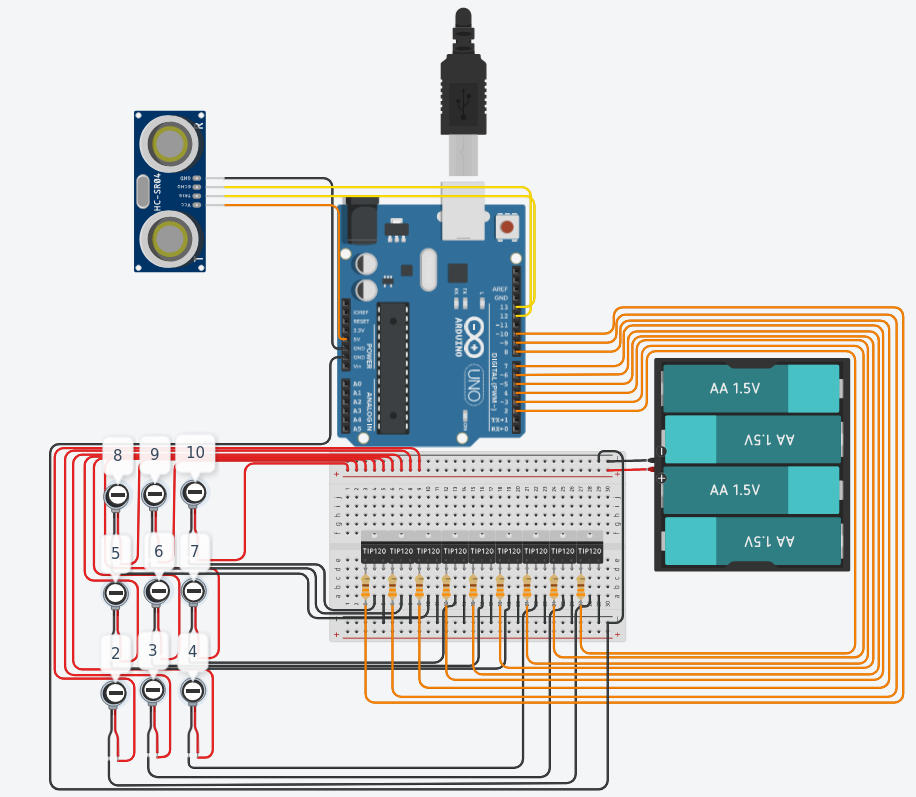 HC-SR04
R
GND
ECHO
TRIG
VCC
T
AREF
GND
13
12
~11
~10
~9
8
7
~6
~5
4
~3
2
TX→1
RX←0
DIGITAL (PWM~)
RX
TX
L
ON
ARDUINO
UNO
IOREF
RESET
3.3V
5V
GND
GND
Vin
POWER
A0
A1
A2
A3
A4
A5
ANALOG IN
AA 1.5V
AA 1.5V
AA 1.5V
AA 1.5V
8
9
10
5
6
7
2
3
4
TIP120 TIP120 TIP120 TIP120 TIP120 TIP120 TIP120 TIP120 TIP120